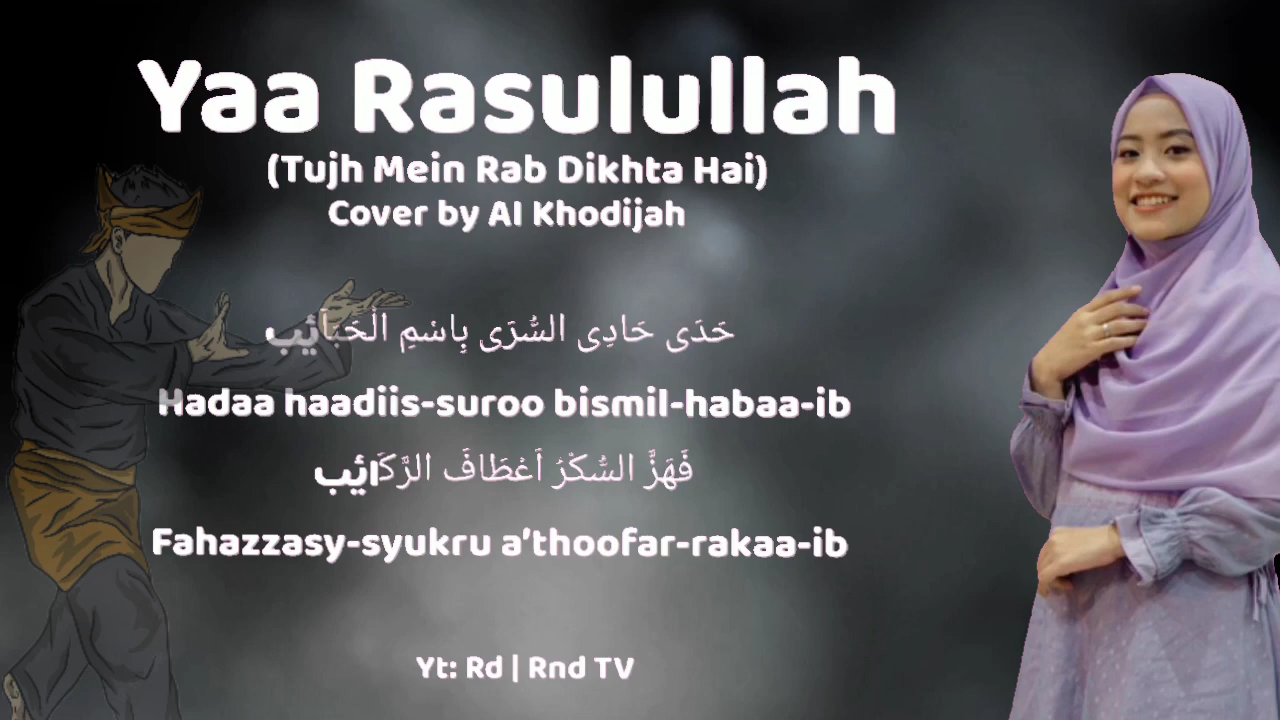 Yaa Rasulullah
(Tujh Mein Rab Dikhta Hai)
Cover by AI Khodijah
حَدَى حَادِى السُّرَى بِاسْمِ الْحَبَائِب
Hadaa haadiis-suroo bismil-habaa-ib
فَهَزَّ السُّكْرُ اَعْطَافَ الرَّكَائِب
Fahazzasy-syukru a'thoofar-rakaa-ib
Yt: Rd | Rnd TV